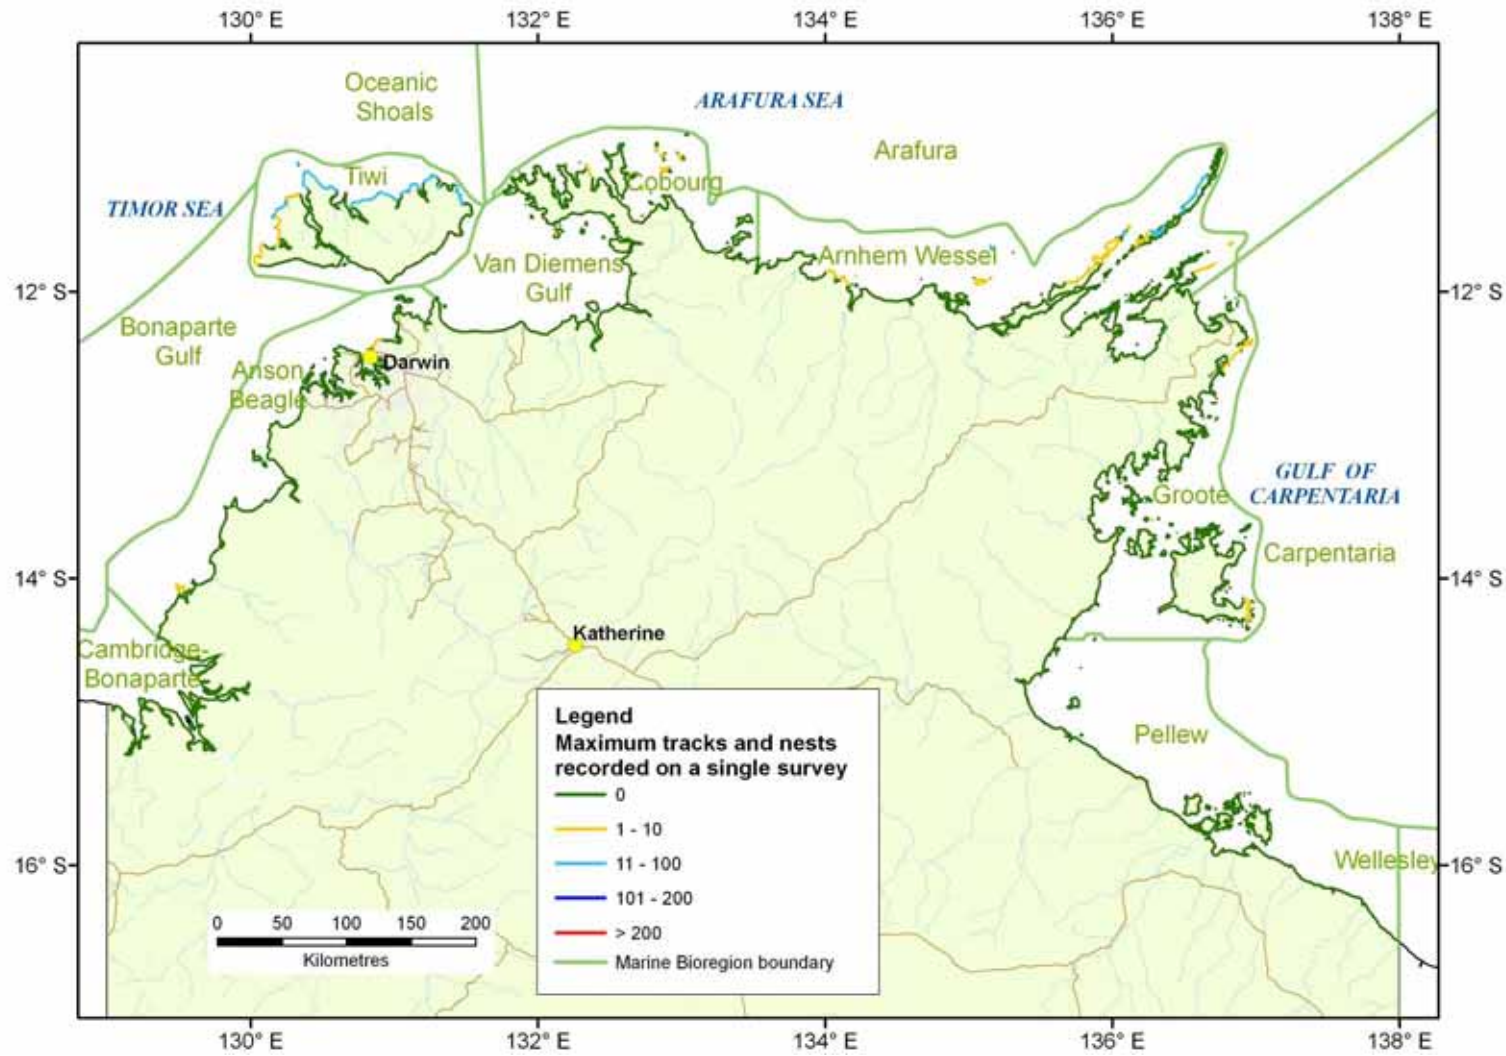 130° E 132° E 134° E 136° E 138° E
Oceanic
Shoals
ARAFURA SEA
Arafura
Tiwi
Cobourg
TIMOR SEA
Arnhem Wessel
Van Diemens
Gulf
12° S 12° S
Bonaparte
Gulf
Darwin
Anson
Beagle
GULF OF
CARPENTARIA
Groote
Carpentaria
14° S 14° S
Katherine
Cambridge-
Bonaparte
Pellew
Legend
Maximum tracks and nests
recorded on a single survey
0
1 - 10
11 - 100
101 - 200
> 200
Marine Bioregion boundary
16° S 16° S
Wellesley
0 50 100 150 200
Kilometres
130° E 132° E 134° E 136° E 138° E